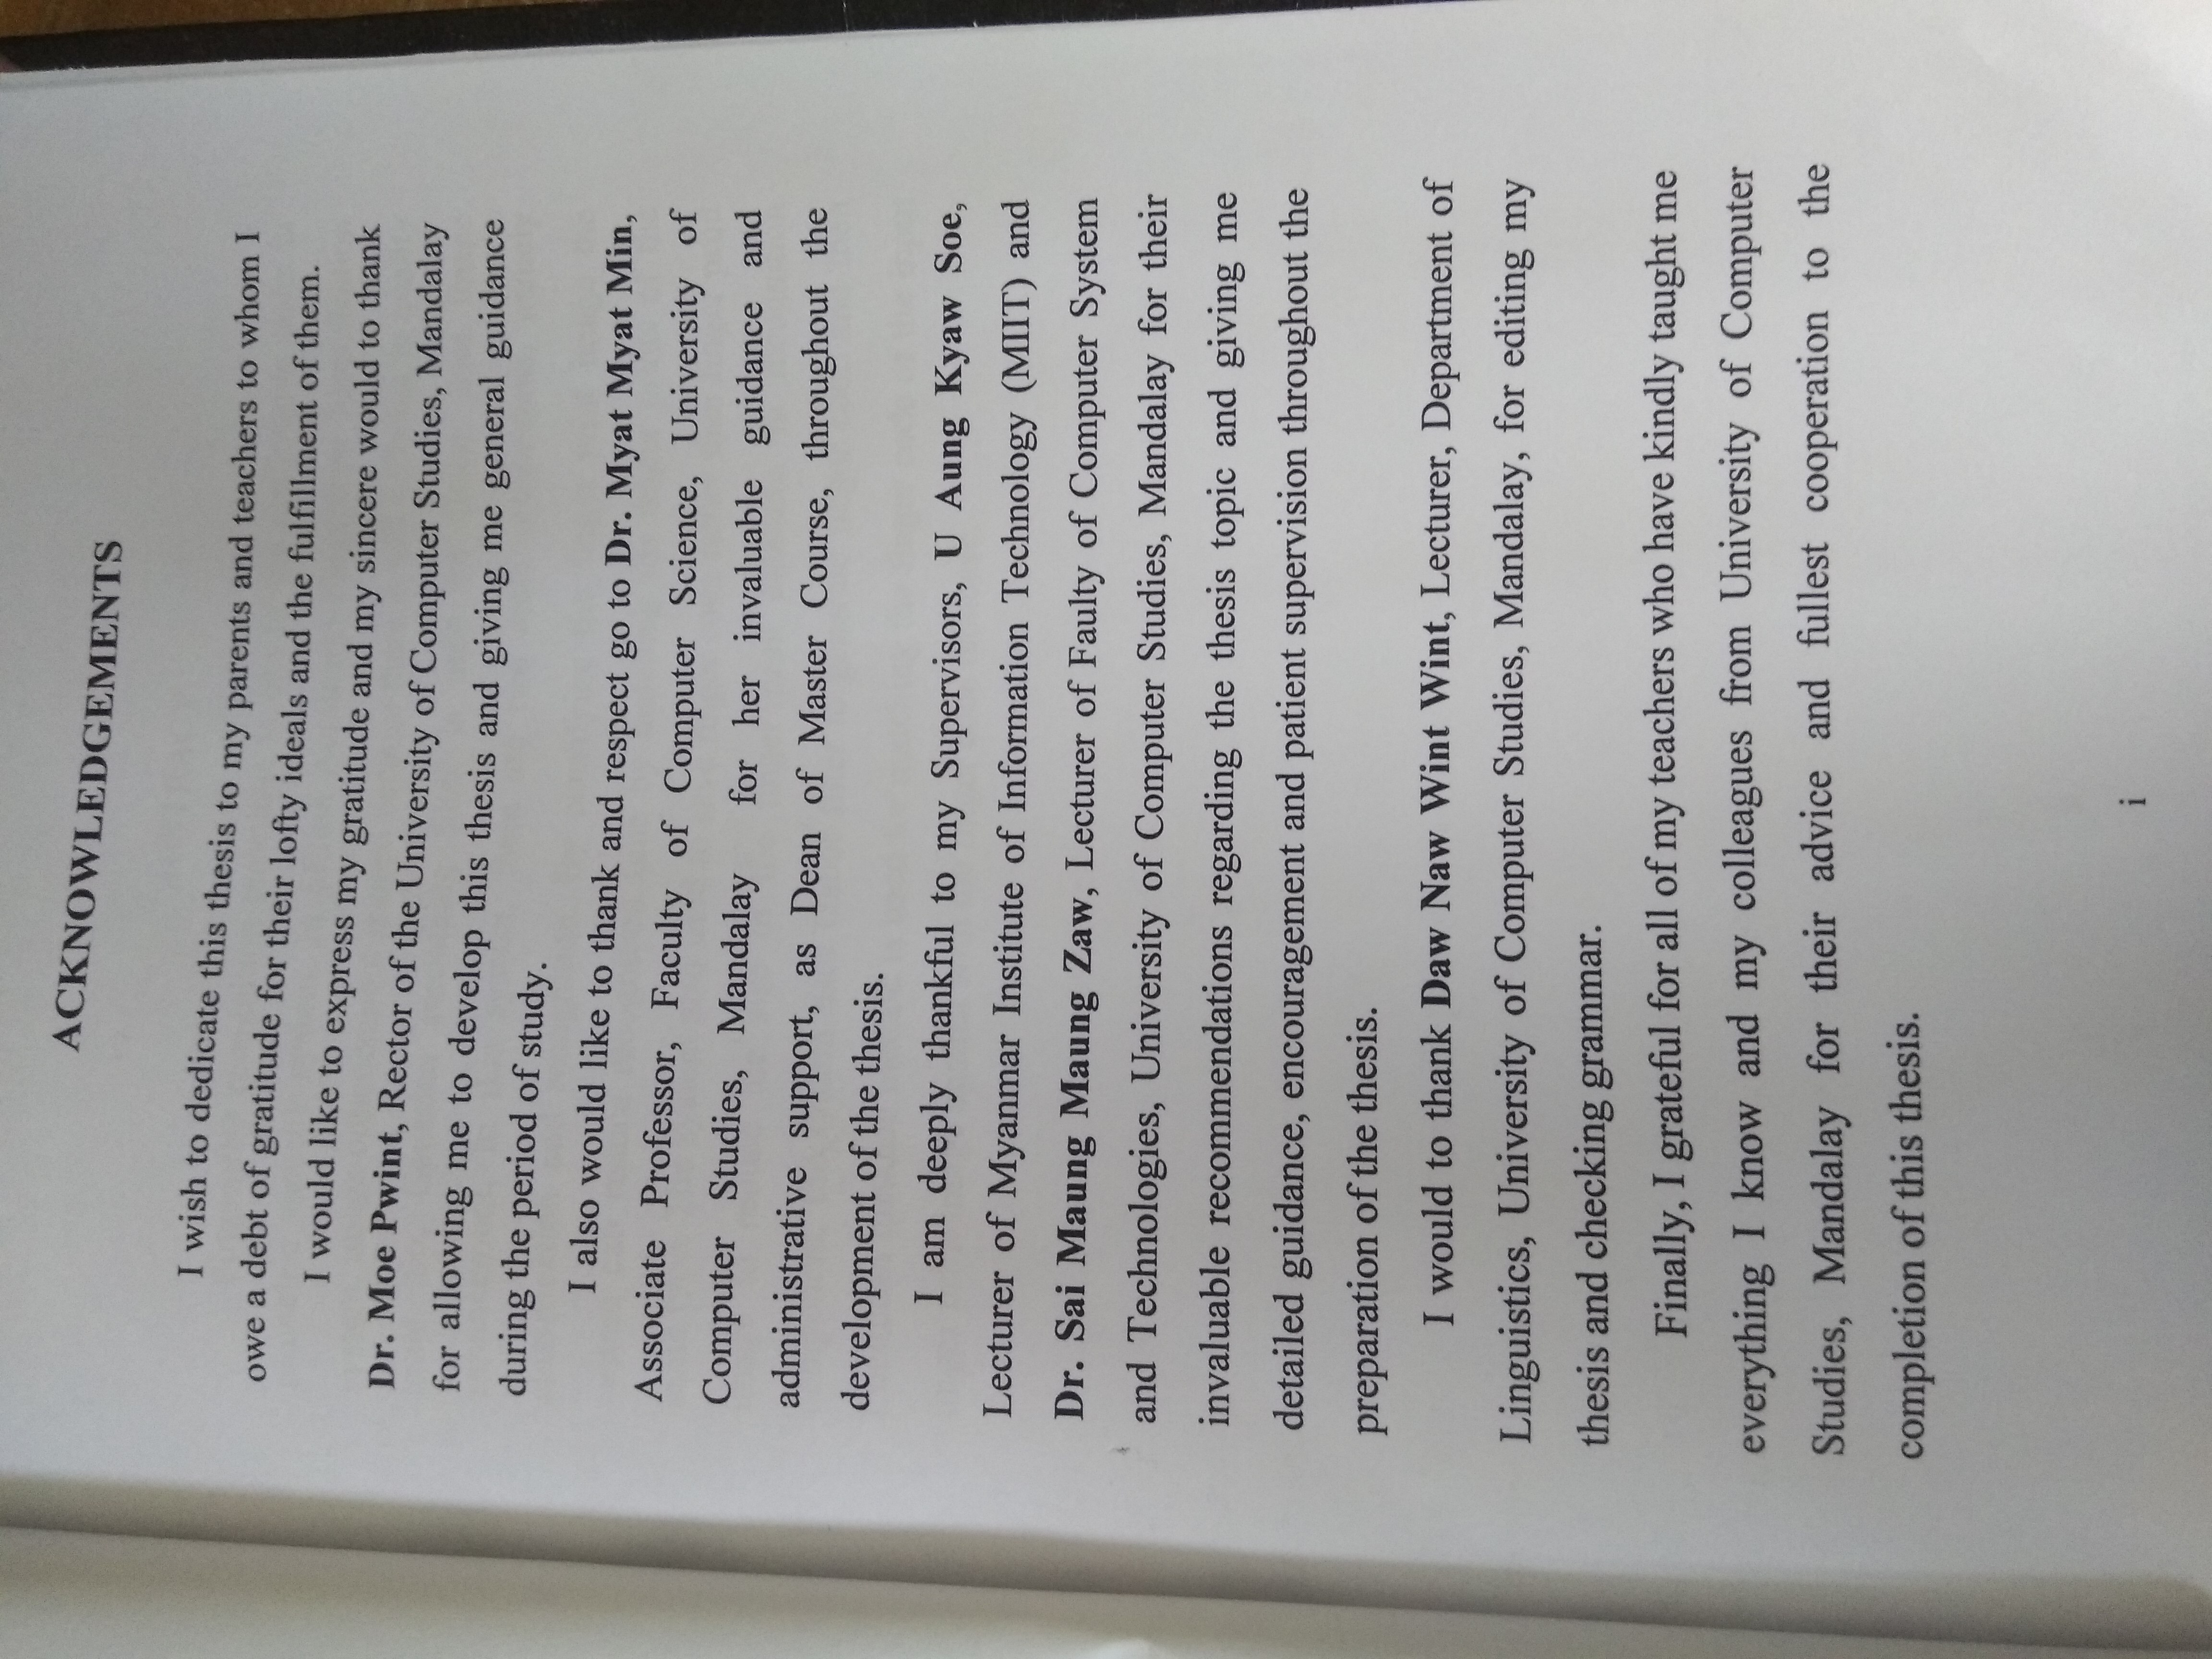 ACKNOWLEDGEMENTS
I wish to dedicate this thesis to my parents and teachers to whom I
owe a debt of gratitude for their lofty ideals and the fulfillment of them.
I would like to express my gratitude and my sincere would to thank
Dr. Moe Pwint, Rector of the University of Computer Studies, Mandalay
for allowing me to develop this thesis and giving me general guidance
during the period of study.
I also would like to thank and respect go to Dr. Myat Myat Min,
Associate Professor, Faculty of Computer Science, University of
Computer Studies, Mandalay for her invaluable guidance and
administrative support, as Dean of Master Course, throughout the
development of the thesis.
I am deeply thankful to my Supervisors, U Aung Kyaw Soe,
Lecturer of Myanmar Institute of Information Technology (MIIT) and
Dr. Sai Maung Maung Zaw, Lecturer of Faulty of Computer System
and Technologies, University of Computer Studies, Mandalay for their
invaluable recommendations regarding the thesis topic and giving me
detailed guidance, encouragement and patient supervision throughout the
preparation of the thesis.
I would to thank Daw Naw Wint Wint, Lecturer, Department of
Linguistics, University of Computer Studies, Mandalay, for editing my
thesis and checking grammar.
Finally, I grateful for all of my teachers who have kindly taught me
everything I know and my colleagues from University of Computer
Studies, Mandalay for their advice and fullest cooperation to the
completion of this thesis.
i